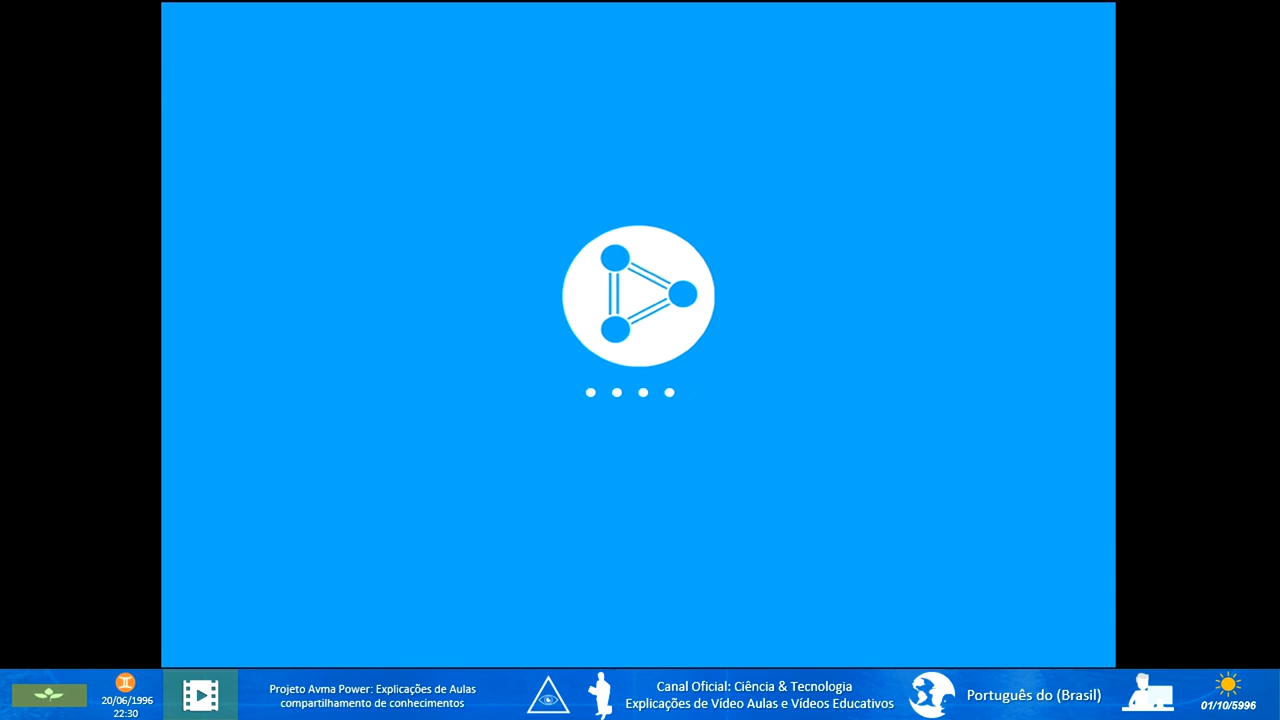 20/06/1996
22:30
Projeto Avma Power: Explicações de Aulas
compartilhamento de conhecimentos
Canal Oficial: Ciência & Tecnologia
Explicações de Vídeo Aulas e Vídeos Educativos
Português do (Brasil)
01/10/5996